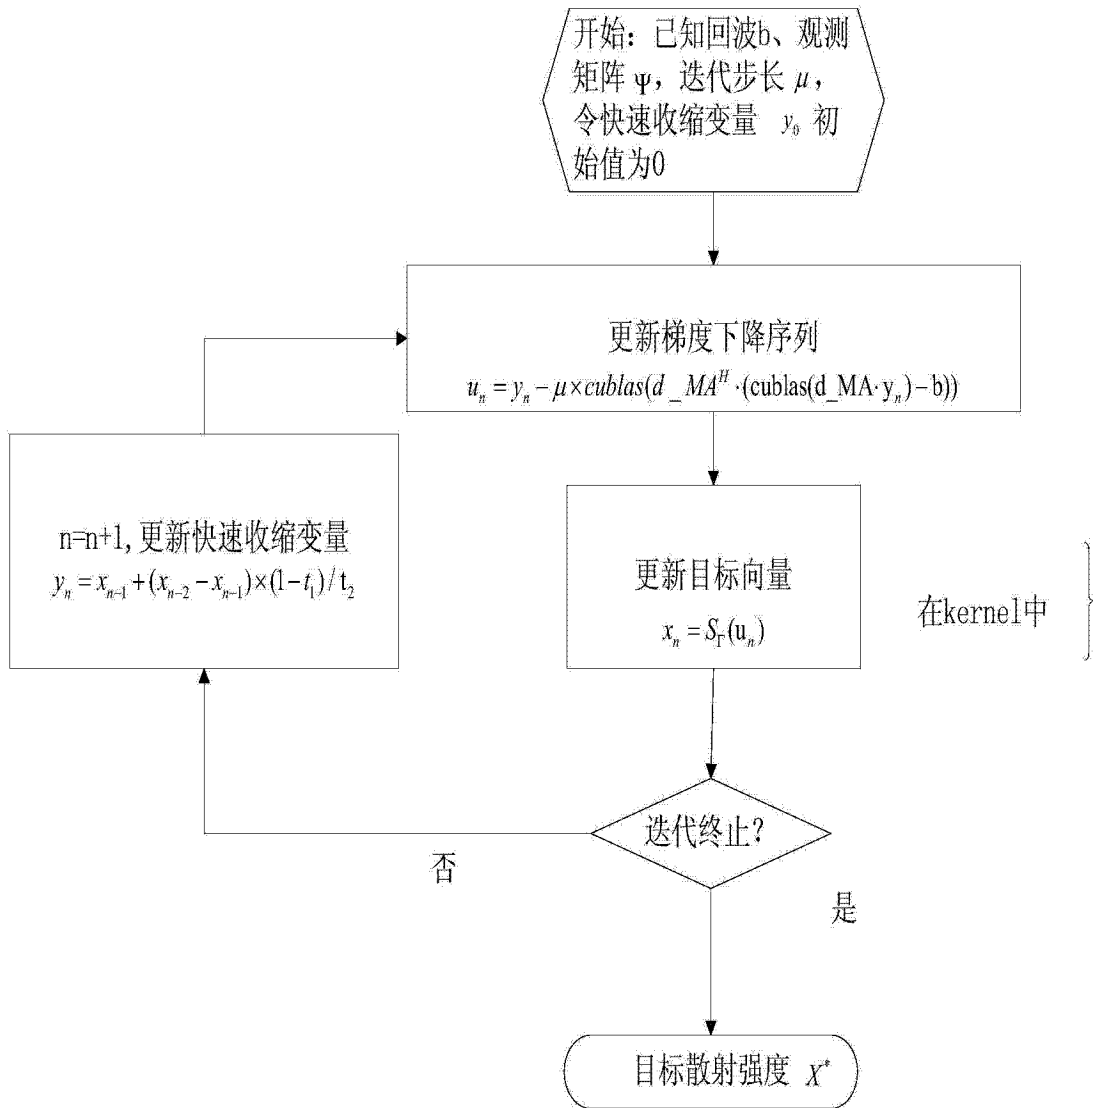 开始：已知回波b、观测
矩阵 ψ，迭代步长 μ，
令快速收缩变量 y₀ 初
始值为0
更新梯度下降序列
uₙ = yₙ − μ×cublas(d _ MAᴴ ·(cublas(d_MA·yₙ)−b))
n=n+1,更新快速收缩变量
yₙ = xₙ₋₁ + (xₙ₋₂ − xₙ₋₁)×(1−t₁)/t₂
更新目标向量
xₙ = S_Γ(uₙ)
在kernel中
迭代终止？
否
是
目标散射强度 X*